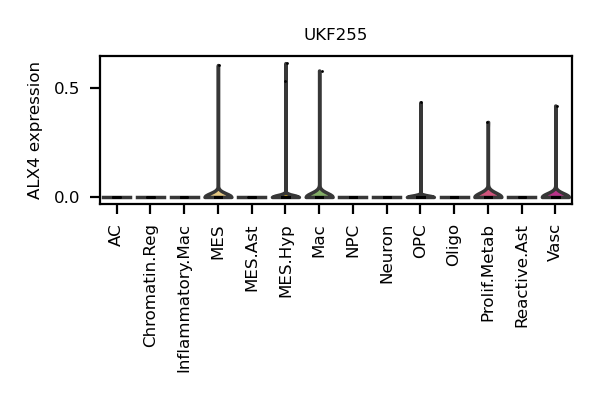 UKF255
ALX4 expression
0.5
0.0
AC
Chromatin.Reg
Inflammatory.Mac
MES
MES.Ast
MES.Hyp
Mac
NPC
Neuron
OPC
Oligo
Prolif.Metab
Reactive.Ast
Vasc